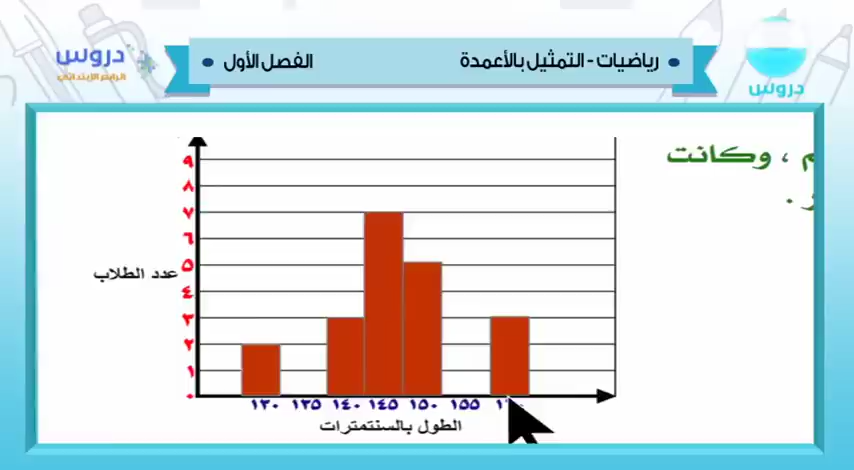 رياضيات - التمثيل بالأعمدة
الفصل الأول
دروس
دروس
الرابع الابتدائي
م ، وكانت
ر .
٩
٨
٧
٦
٥
٤
٣
٢
١
٠
عدد الطلاب
١٣٠ ١٣٥ ١٤٠ ١٤٥ ١٥٠ ١٥٥
الطول بالسنتمترات